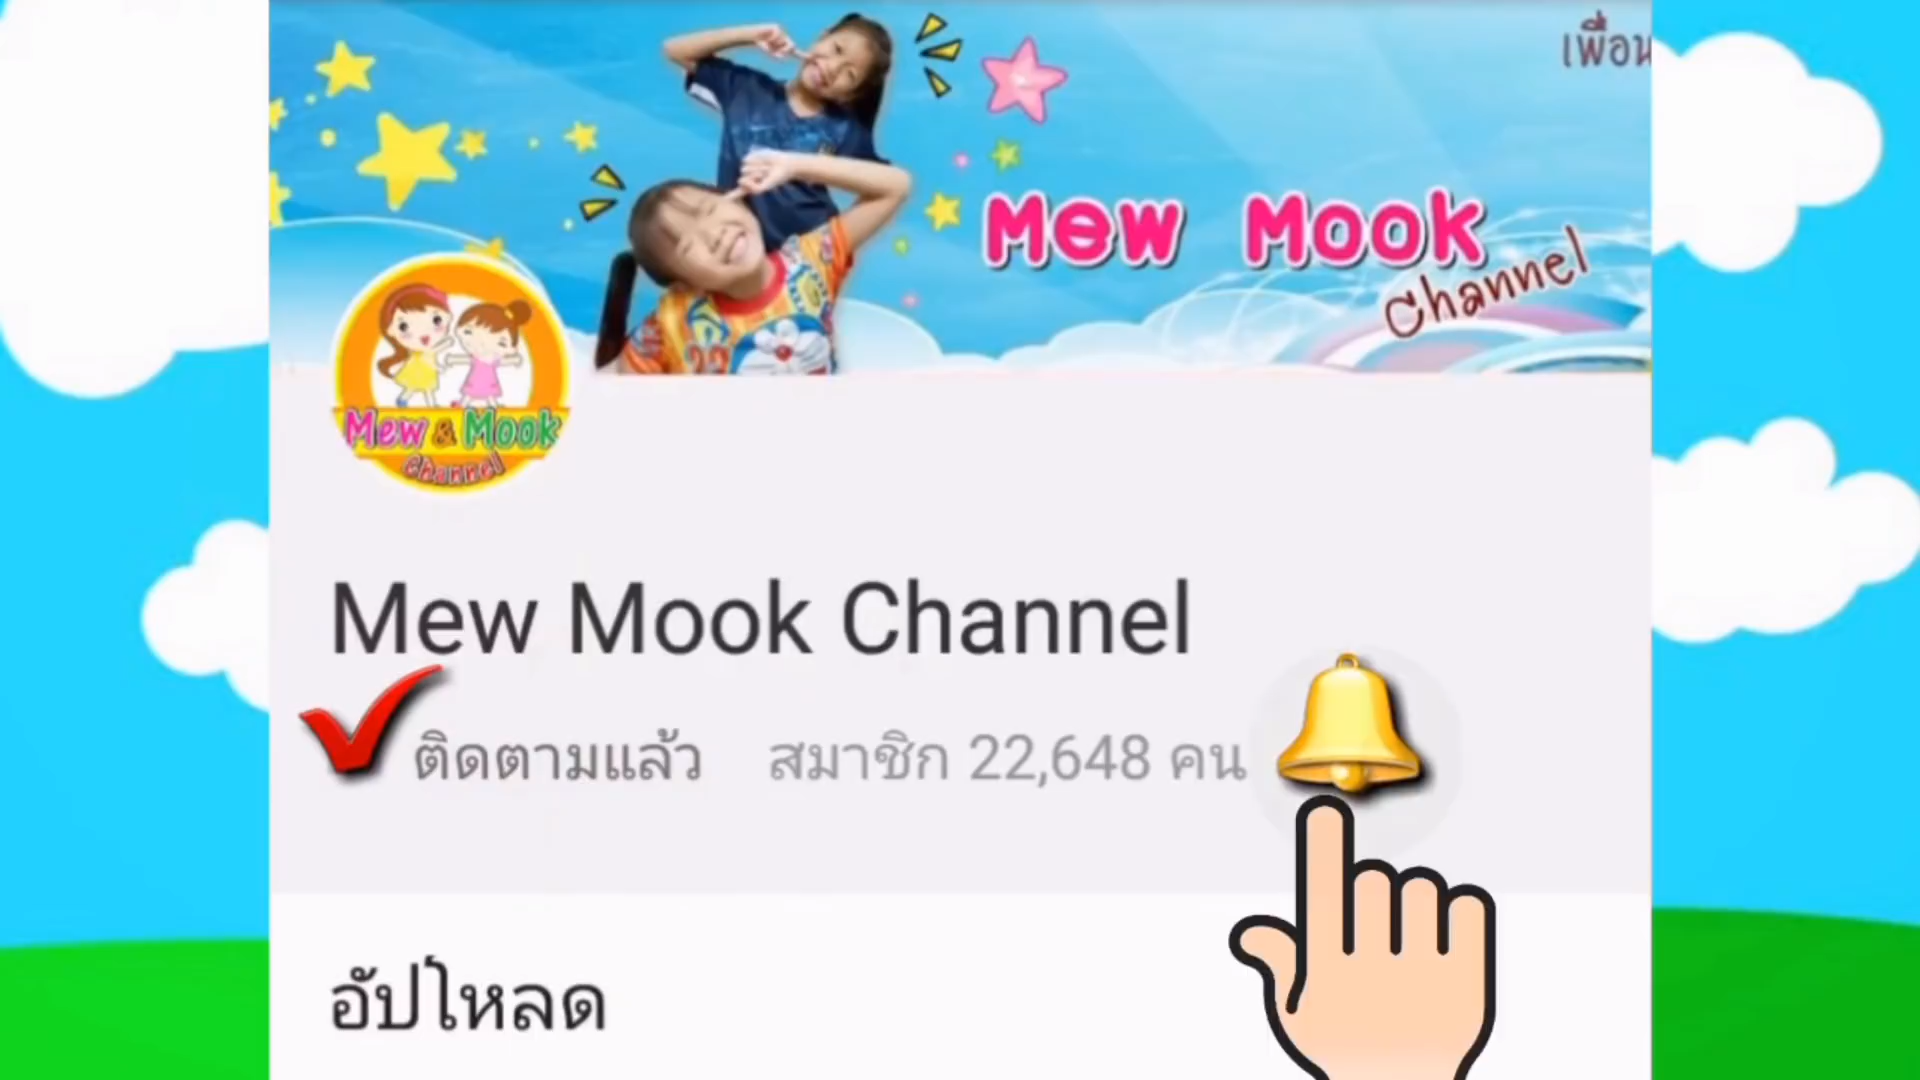 เพื่อน
Mew Mook
Channel
Mew & Mook
Channel
Mew Mook Channel
ติดตามแล้ว สมาชิก 22,648 คน
อัปโหลด